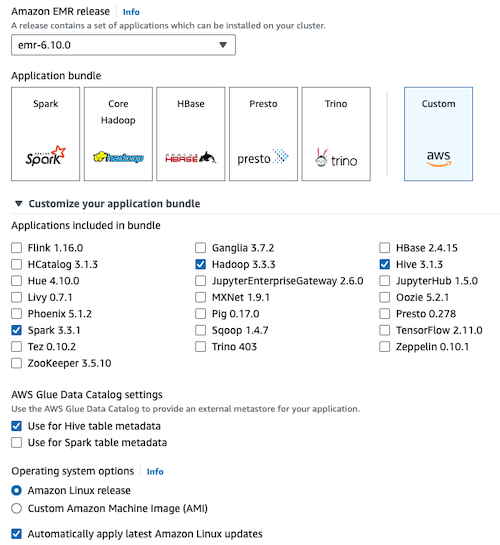 Amazon EMR release Info
A release contains a set of applications which can be installed on your cluster.
emr-6.10.0
Application bundle
Spark Core Hadoop HBase Presto Trino Custom
APACHE Spark hadoop APACHE HBASE presto trino aws
Customize your application bundle
Applications included in bundle
Flink 1.16.0 Ganglia 3.7.2 HBase 2.4.15
HCatalog 3.1.3 Hadoop 3.3.3 Hive 3.1.3
Hue 4.10.0 JupyterEnterpriseGateway 2.6.0 JupyterHub 1.5.0
Livy 0.7.1 MXNet 1.9.1 Oozie 5.2.1
Phoenix 5.1.2 Pig 0.17.0 Presto 0.278
Spark 3.3.1 Sqoop 1.4.7 TensorFlow 2.11.0
Tez 0.10.2 Trino 403 Zeppelin 0.10.1
ZooKeeper 3.5.10
AWS Glue Data Catalog settings
Use the AWS Glue Data Catalog to provide an external metastore for your application.
Use for Hive table metadata
Use for Spark table metadata
Operating system options Info
Amazon Linux release
Custom Amazon Machine Image (AMI)
Automatically apply latest Amazon Linux updates